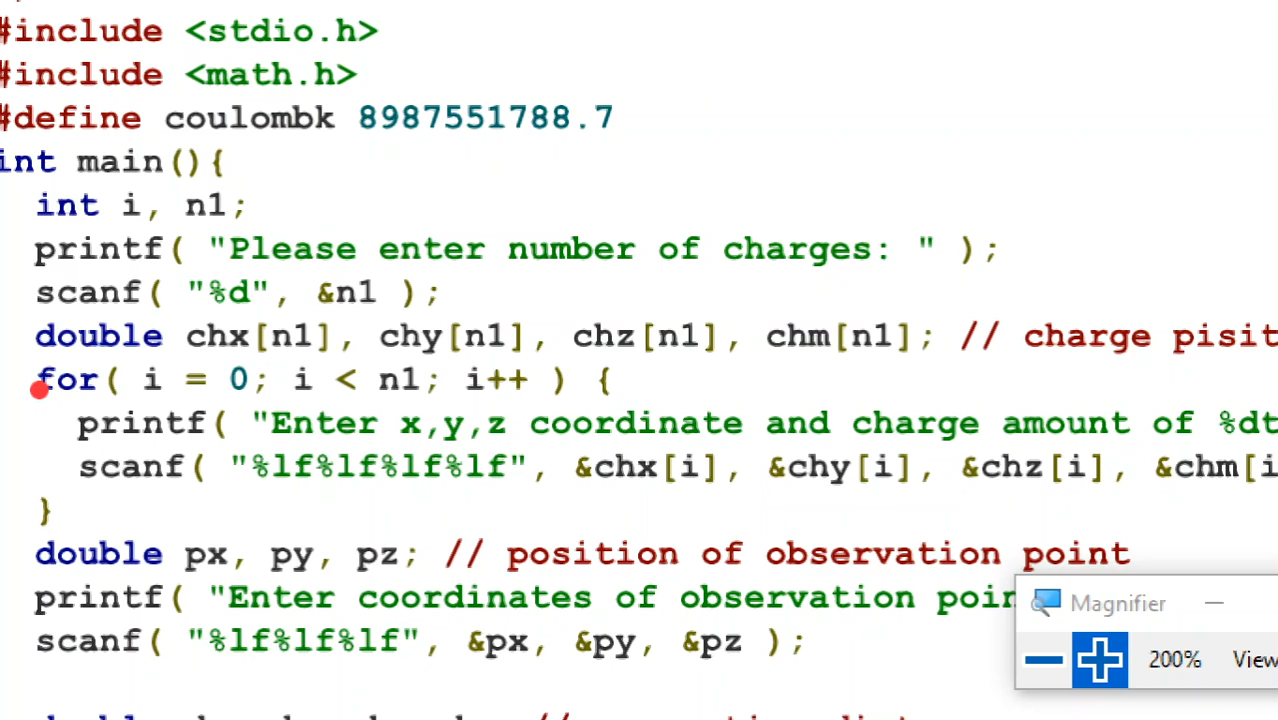 #include <stdio.h>
#include <math.h>
#define coulombk 8987551788.7
int main(){
int i, n1;
printf( "Please enter number of charges: " );
scanf( "%d", &n1 );
double chx[n1], chy[n1], chz[n1], chm[n1]; // charge pisit
for( i = 0; i < n1; i++ ) {
printf( "Enter x,y,z coordinate and charge amount of %dt
scanf( "%lf%lf%lf%lf", &chx[i], &chy[i], &chz[i], &chm[i
}
double px, py, pz; // position of observation point
printf( "Enter coordinates of observation poin
scanf( "%lf%lf%lf", &px, &py, &pz );
Magnifier
200% View